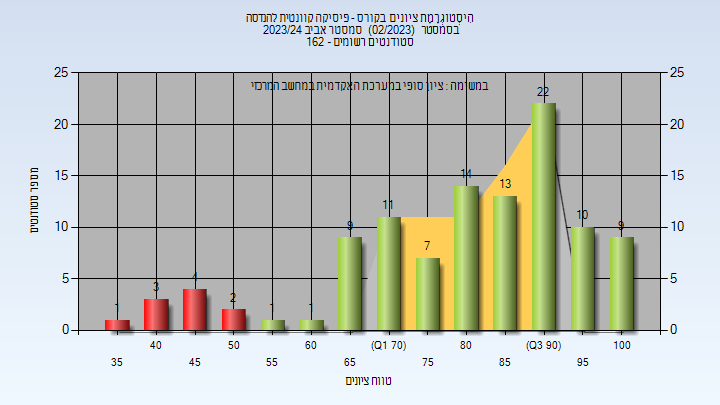 היסטוגרמת ציונים בקורס - פיסיקה קוונטית להנדסה
בסמסטר (02/2023) סמסטר אביב 2023/24
סטודנטים רשומים - 162
במשימה : ציון סופי במערכת האקדמית במחשב המרכזי
מספר סטודנטים
25 20 15 10 5 0
25 20 15 10 5 0
1 3 4 2 1 1 9 11 7 14 13 22 10 9
40 50 60 (Q1 70) 80 (Q3 90) 100
35 45 55 65 75 85 95
טווח ציונים